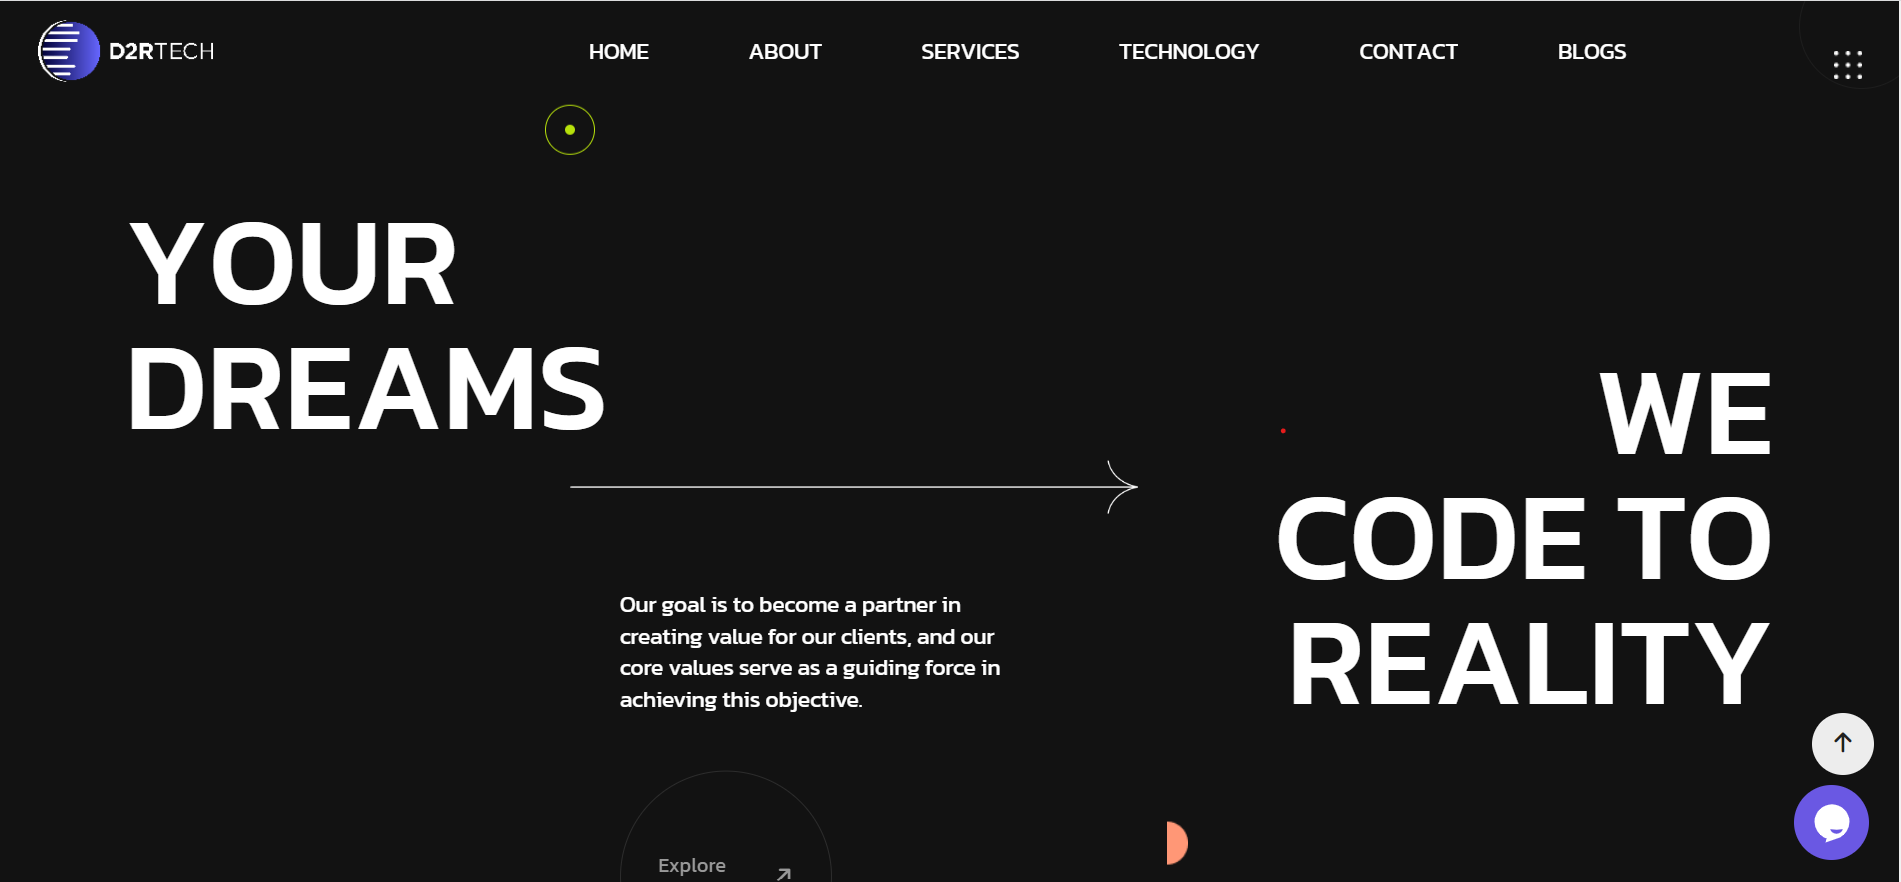 D2RTECH
HOME
ABOUT
SERVICES
TECHNOLOGY
CONTACT
BLOGS
YOUR
DREAMS
WE
CODE TO
REALITY
Our goal is to become a partner in
creating value for our clients, and our
core values serve as a guiding force in
achieving this objective.
Explore